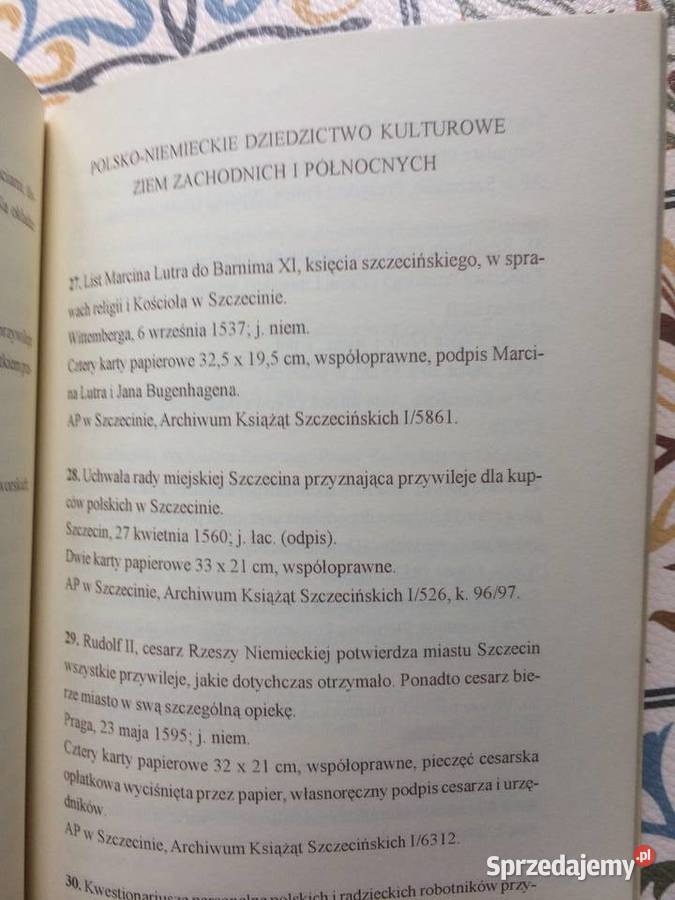 POLSKO-NIEMIECKIE DZIEDZICTWO KULTUROWE
ZIEM ZACHODNICH I PÓŁNOCNYCH
27. List Marcina Lutra do Barnima XI, księcia szczecińskiego, w spra-
wach religii i Kościoła w Szczecinie.
Wittemberga, 6 września 1537; j. niem.
Cztery karty papierowe 32,5 x 19,5 cm, współoprawne, podpis Marci-
na Lutra i Jana Bugenhagena.
AP w Szczecinie, Archiwum Książąt Szczecińskich I/5861.
28. Uchwała rady miejskiej Szczecina przyznająca przywileje dla kup-
ców polskich w Szczecinie.
Szczecin, 27 kwietnia 1560; j. łac. (odpis).
Dwie karty papierowe 33 x 21 cm, współoprawne.
AP w Szczecinie, Archiwum Książąt Szczecińskich I/526, k. 96/97.
29. Rudolf II, cesarz Rzeszy Niemieckiej potwierdza miastu Szczecin
wszystkie przywileje, jakie dotychczas otrzymało. Ponadto cesarz bie-
rze miasto w swą szczególną opiekę.
Praga, 23 maja 1595; j. niem.
Cztery karty papierowe 32 x 21 cm, współoprawne, pieczęć cesarska
opłatkowa wyciśnięta przez papier, własnoręczny podpis cesarza i urzę-
dników.
AP w Szczecinie, Archiwum Książąt Szczecińskich I/6312.
30. Kwestionariusze personalne polskich i radzieckich robotników przy-
Sprzedajemy.pl